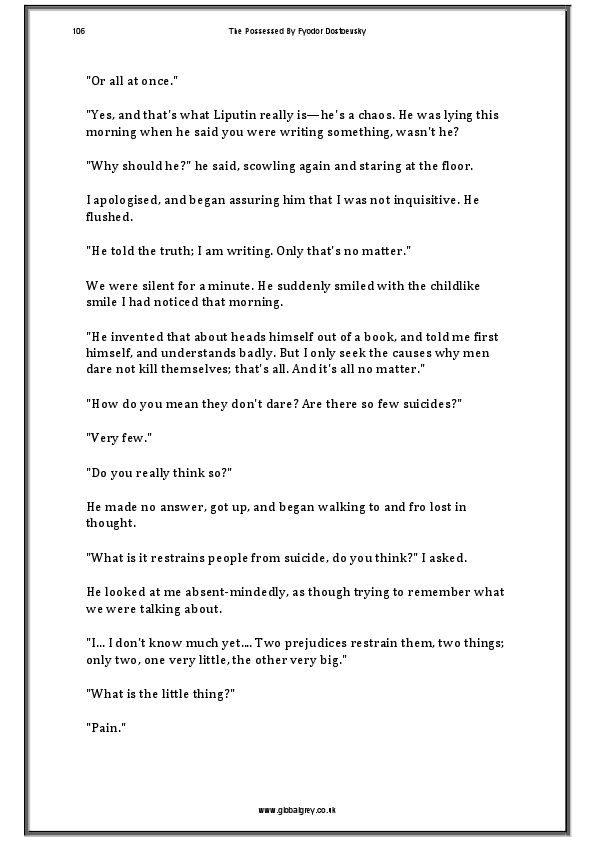 106 The Possessed By Fyodor Dostoevsky
"Or all at once."
"Yes, and that's what Liputin really is—he's a chaos. He was lying this
morning when he said you were writing something, wasn't he?
"Why should he?" he said, scowling again and staring at the floor.
I apologised, and began assuring him that I was not inquisitive. He
flushed.
"He told the truth; I am writing. Only that's no matter."
We were silent for a minute. He suddenly smiled with the childlike
smile I had noticed that morning.
"He invented that about heads himself out of a book, and told me first
himself, and understands badly. But I only seek the causes why men
dare not kill themselves; that's all. And it's all no matter."
"How do you mean they don't dare? Are there so few suicides?"
"Very few."
"Do you really think so?"
He made no answer, got up, and began walking to and fro lost in
thought.
"What is it restrains people from suicide, do you think?" I asked.
He looked at me absent-mindedly, as though trying to remember what
we were talking about.
"I... I don't know much yet.... Two prejudices restrain them, two things;
only two, one very little, the other very big."
"What is the little thing?"
"Pain."
www.globalgrey.co.uk